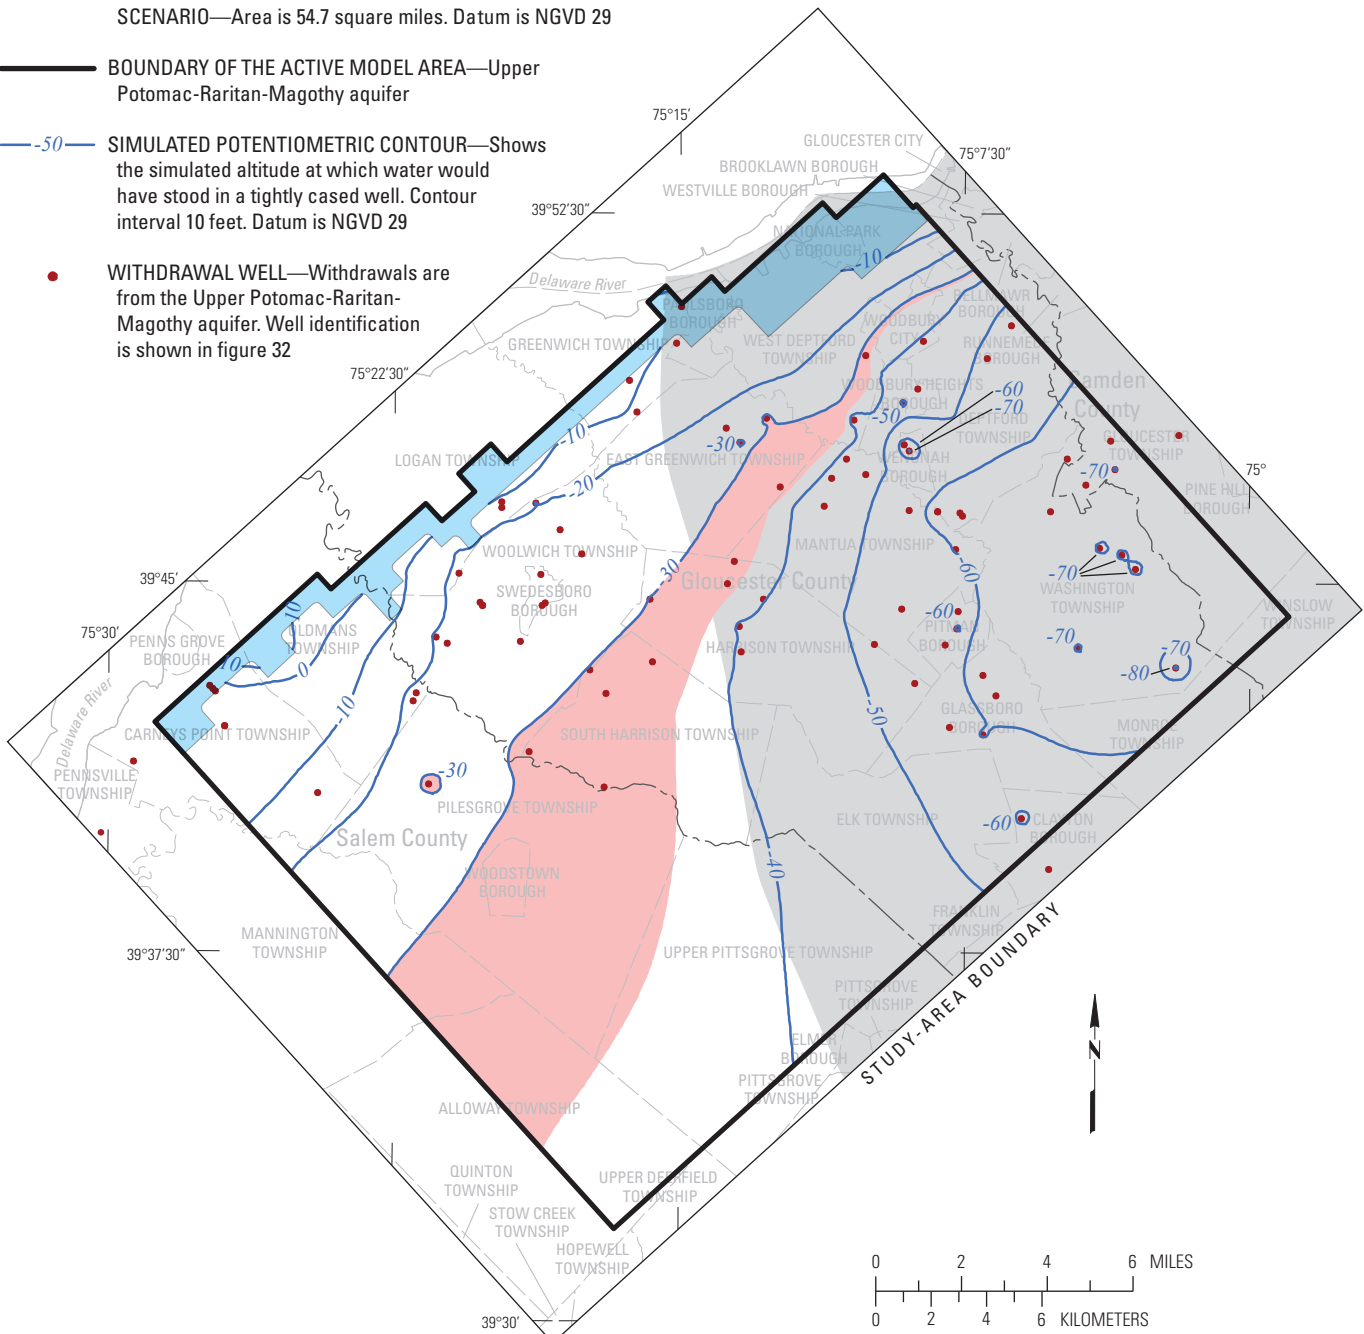 SCENARIO—Area is 54.7 square miles. Datum is NGVD 29
BOUNDARY OF THE ACTIVE MODEL AREA—Upper
Potomac-Raritan-Magothy aquifer
-50
SIMULATED POTENTIOMETRIC CONTOUR—Shows
the simulated altitude at which water would
have stood in a tightly cased well. Contour
interval 10 feet. Datum is NGVD 29
WITHDRAWAL WELL—Withdrawals are
from the Upper Potomac-Raritan-
Magothy aquifer. Well identification
is shown in figure 32
75°15'
GLOUCESTER CITY
75°7'30"
BROOKLAWN BOROUGH
WESTVILLE BOROUGH
39°52'30"
NATIONAL PARK
BOROUGH
-10
Delaware River
PAULSBORO
BOROUGH
BELLMAWR
BOROUGH
WOODBURY
CITY
GREENWICH TOWNSHIP
WEST DEPTFORD
TOWNSHIP
RUNNEMEDE
BOROUGH
75°22'30"
WOODBURY HEIGHTS
BOROUGH
-60
-70
Camden
County
-50
DEPTFORD
TOWNSHIP
-10
-30
GLOUCESTER
TOWNSHIP
LOGAN TOWNSHIP
EAST GREENWICH TOWNSHIP
WENONAH
BOROUGH
-70
75°
-20
PINE HILL
BOROUGH
WOOLWICH TOWNSHIP
MANTUA TOWNSHIP
39°45'
-30
Gloucester County
-60
-70
SWEDESBORO
BOROUGH
WASHINGTON
TOWNSHIP
WINSLOW
TOWNSHIP
10
75°30'
PENNS GROVE
BOROUGH
OLDMANS
TOWNSHIP
-60
PITMAN
BOROUGH
-70
HARRISON TOWNSHIP
-70
-80
10
0
Delaware River
-10
-50
GLASSBORO
BOROUGH
CARNEYS POINT TOWNSHIP
SOUTH HARRISON TOWNSHIP
MONROE
TOWNSHIP
PENNSVILLE
TOWNSHIP
-30
PILESGROVE TOWNSHIP
ELK TOWNSHIP
-60
CLAYTON
BOROUGH
Salem County
-40
WOODSTOWN
BOROUGH
FRANKLIN
TOWNSHIP
MANNINGTON
TOWNSHIP
39°37'30"
UPPER PITTSGROVE TOWNSHIP
STUDY-AREA BOUNDARY
PITTSGROVE
TOWNSHIP
ELMER
BOROUGH
N
PITTSGROVE
TOWNSHIP
ALLOWAY TOWNSHIP
QUINTON
TOWNSHIP
UPPER DEERFIELD
TOWNSHIP
STOW CREEK
TOWNSHIP
HOPEWELL
TOWNSHIP
39°30'
0 2 4 6 MILES
0 2 4 6 KILOMETERS